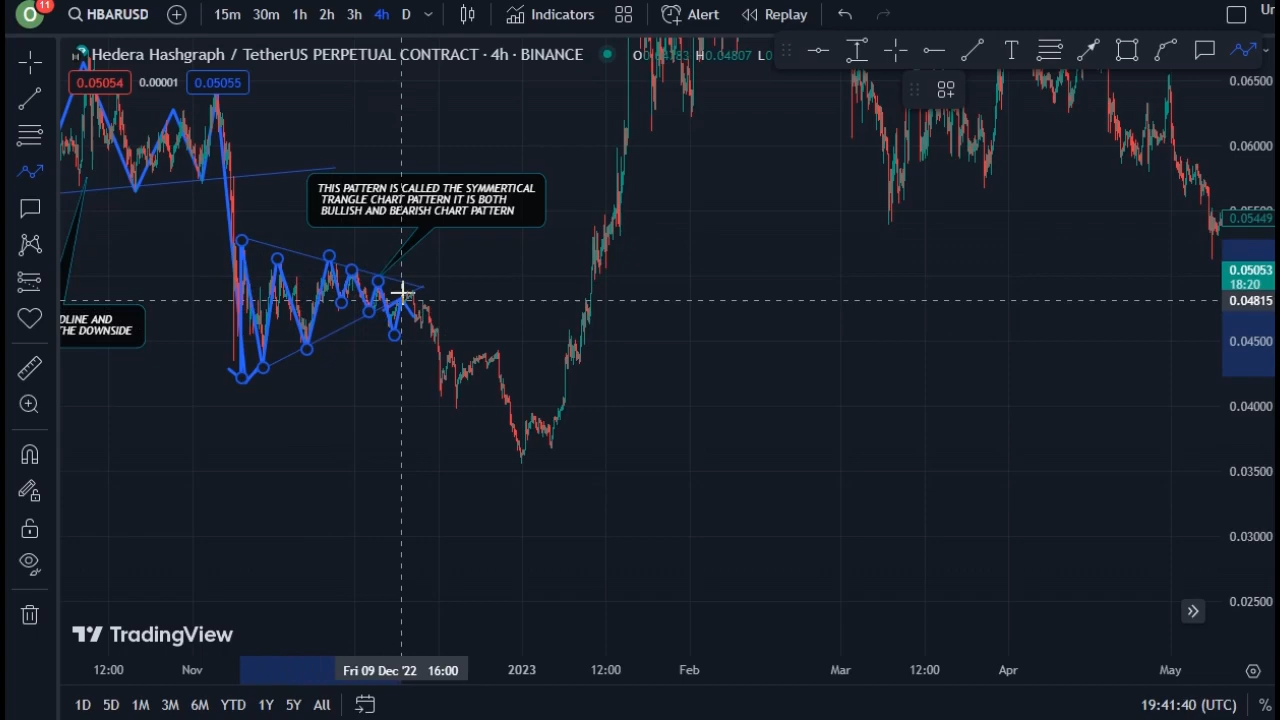 O 11 HBARUSD 15m 30m 1h 2h 3h 4h D Indicators Alert Replay
Hedera Hashgraph / TetherUS PERPETUAL CONTRACT · 4h · BINANCE H0.04807
0.05054 0.00001 0.05055
0.06500
0.06000
0.05449
0.05053
18:20
0.04815
0.04500
0.04000
0.03500
0.03000
0.02500
THIS PATTERN IS CALLED THE SYMMERTICAL
TRANGLE CHART PATTERN IT IS BOTH
BULLISH AND BEARISH CHART PATTERN
DLINE AND
THE DOWNSIDE
TradingView
12:00 Nov Fri 09 Dec '22 16:00 2023 12:00 Feb Mar 12:00 Apr May
1D 5D 1M 3M 6M YTD 1Y 5Y All 19:41:40 (UTC) %